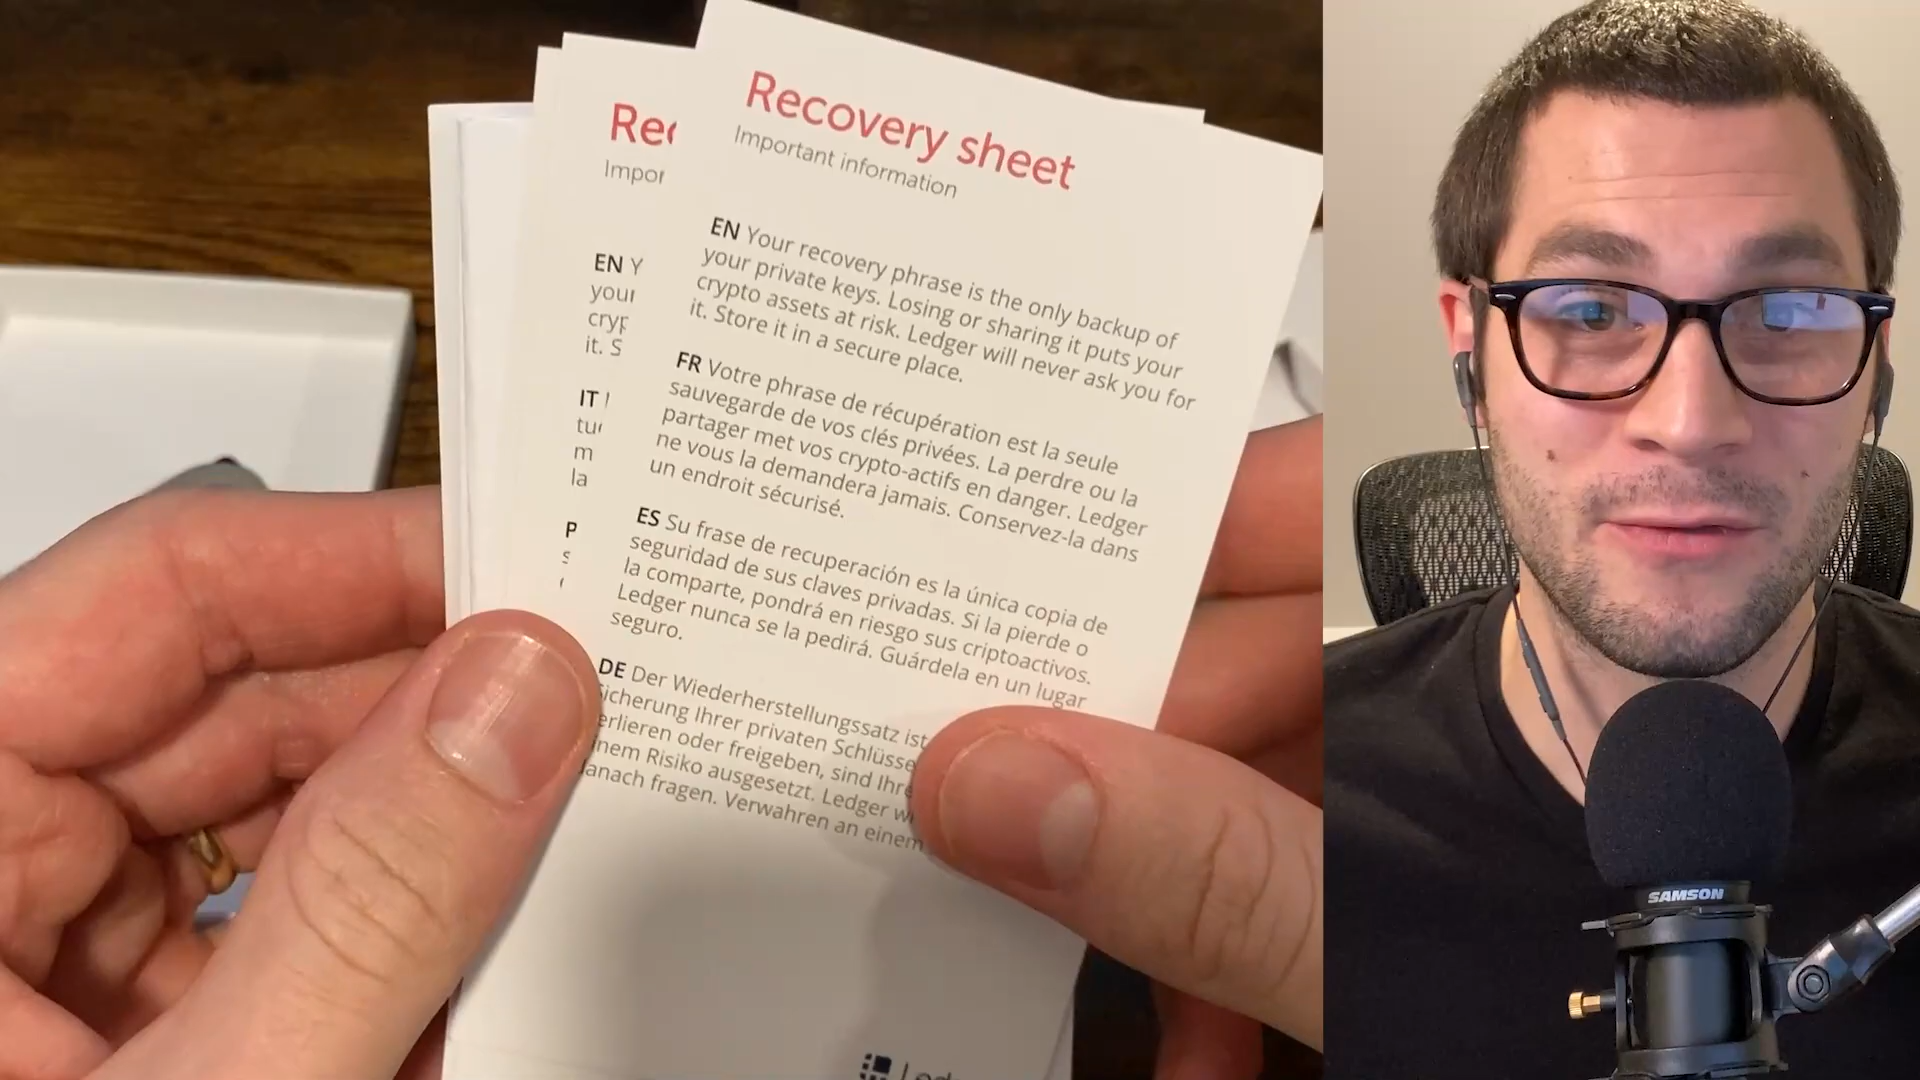 Recovery sheet
Important information
EN Your recovery phrase is the only backup of
your private keys. Losing or sharing it puts your
crypto assets at risk. Ledger will never ask you for
it. Store it in a secure place.
FR Votre phrase de récupération est la seule
sauvegarde de vos clés privées. La perdre ou la
partager met vos crypto-actifs en danger. Ledger
ne vous la demandera jamais. Conservez-la dans
un endroit sécurisé.
ES Su frase de recuperación es la única copia de
seguridad de sus claves privadas. Si la pierde o
la comparte, pondrá en riesgo sus criptoactivos.
Ledger nunca se la pedirá. Guárdela en un lugar
seguro.
DE Der Wiederherstellungssatz ist
icherung Ihrer privaten Schlüsse
erlieren oder freigeben, sind Ihre
inem Risiko ausgesetzt. Ledger w
danach fragen. Verwahren an einem
Rec
Impor
EN Y
your
cryp
it. S
IT
tu
m
la
P
s
SAMSON